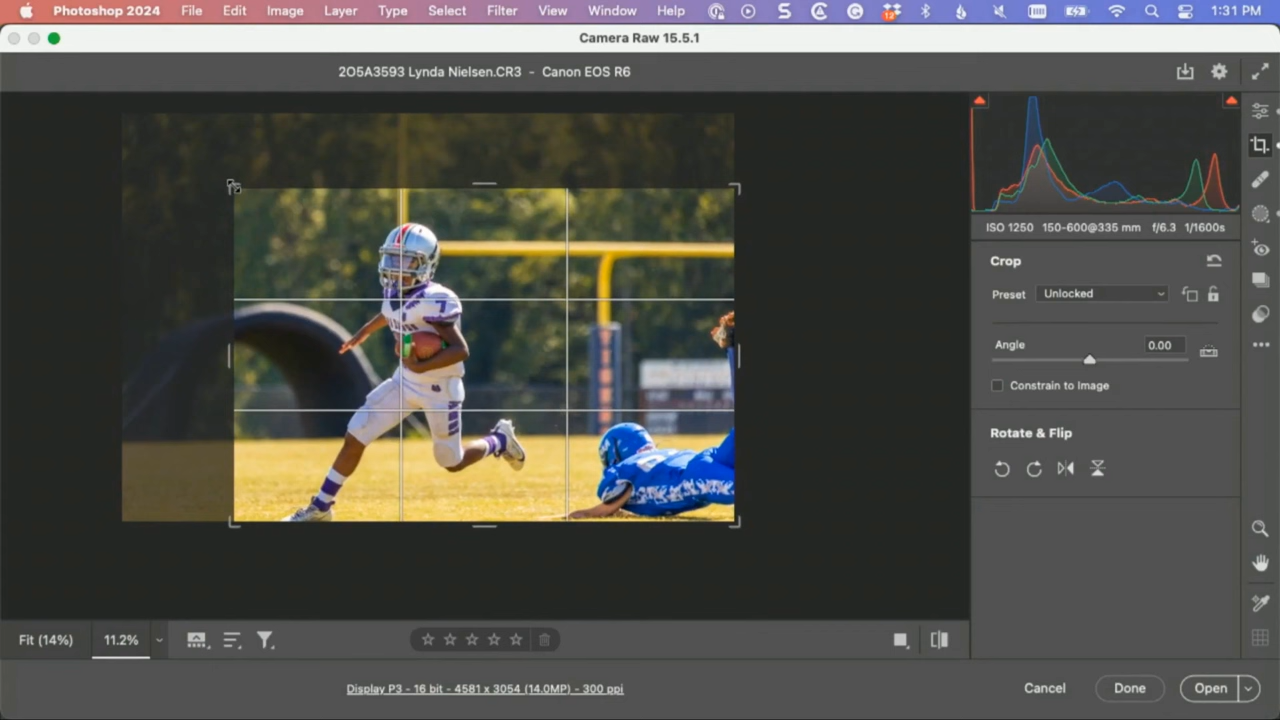 Photoshop 2024 File Edit Image Layer Type Select Filter View Window Help 12 1:31 PM
Camera Raw 15.5.1
2O5A3593 Lynda Nielsen.CR3 - Canon EOS R6
ISO 1250 150-600@335 mm f/6.3 1/1600s
Crop
Preset Unlocked
Angle 0.00
Constrain to Image
Rotate & Flip
7
Fit (14%) 11.2%
Display P3 - 16 bit - 4581 x 3054 (14.0MP) - 300 ppi
Cancel Done Open